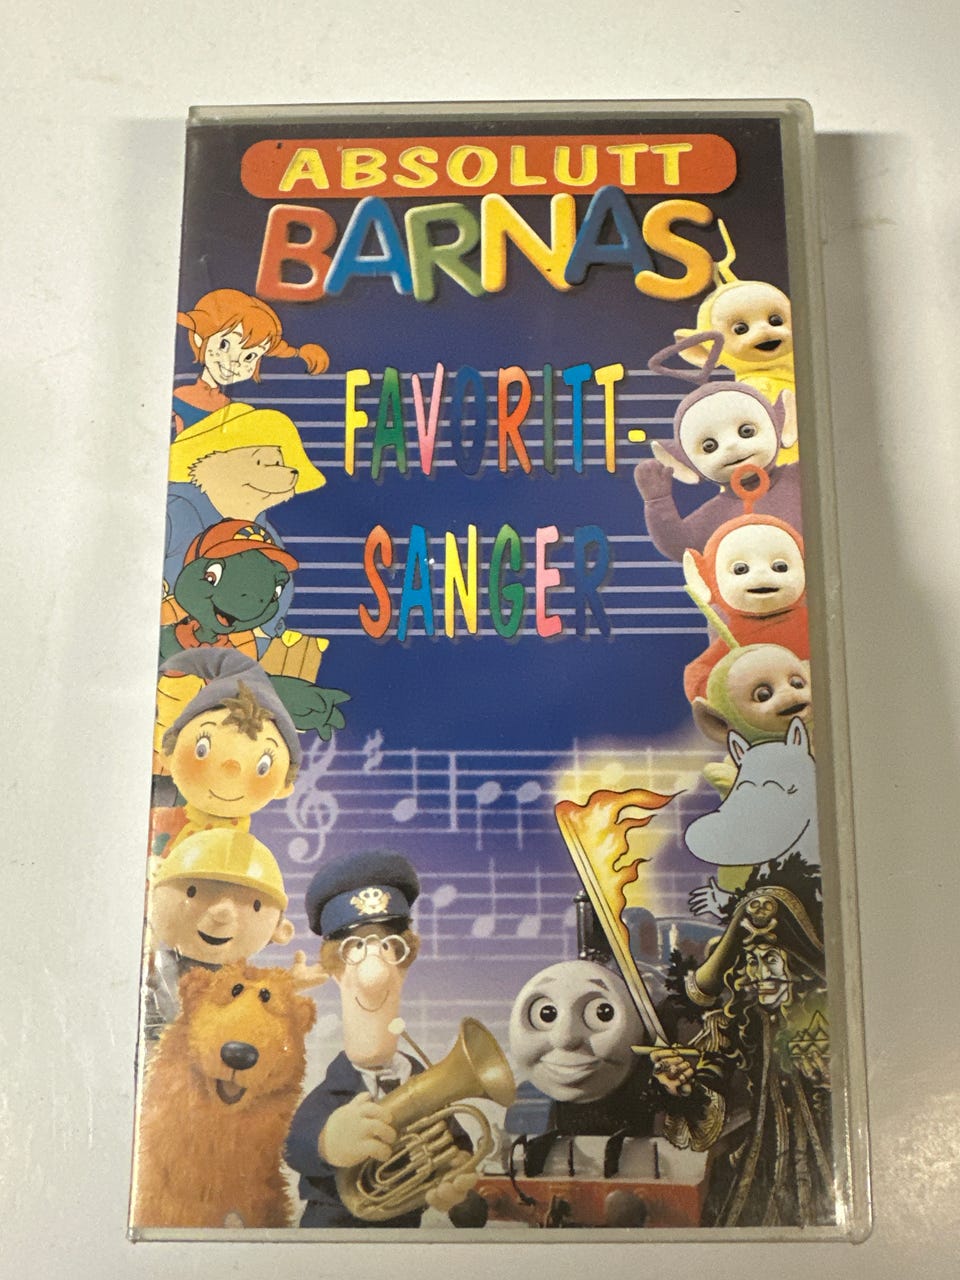 ABSOLUTT
BARNAS
FAVORITT-
SANGER